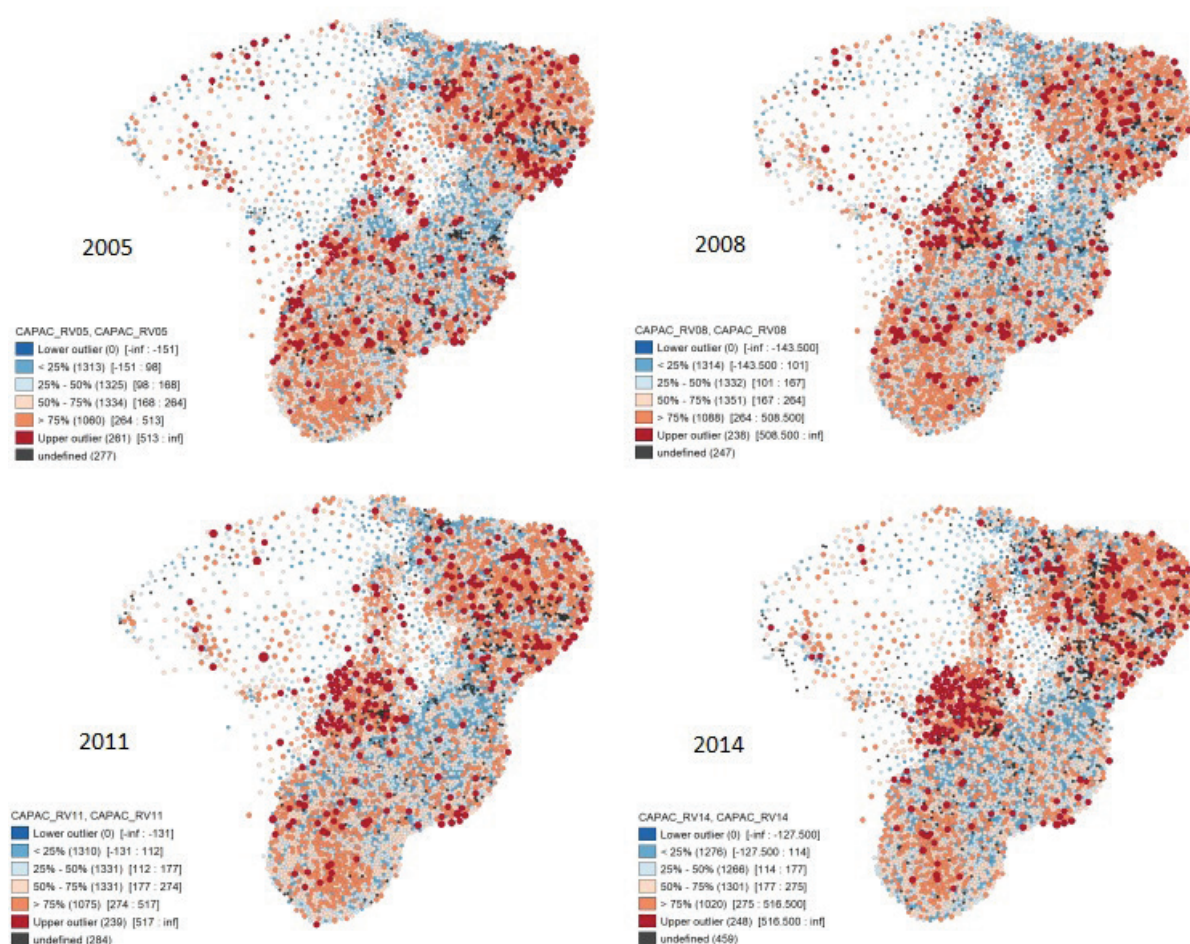 2005
CAPAC_RV05, CAPAC_RV05
Lower outlier (0) [-inf : -151]
< 25% (1313) [-151 : 98]
25% - 50% (1325) [98 : 168]
50% - 75% (1334) [168 : 264]
> 75% (1060) [264 : 513]
Upper outlier (261) [513 : inf]
undefined (277)
2008
CAPAC_RV08, CAPAC_RV08
Lower outlier (0) [-inf : -143.500]
< 25% (1314) [-143.500 : 101]
25% - 50% (1332) [101 : 167]
50% - 75% (1351) [167 : 264]
> 75% (1088) [264 : 508.500]
Upper outlier (238) [508.500 : inf]
undefined (247)
2011
CAPAC_RV11, CAPAC_RV11
Lower outlier (0) [-inf : -131]
< 25% (1310) [-131 : 112]
25% - 50% (1331) [112 : 177]
50% - 75% (1331) [177 : 274]
> 75% (1075) [274 : 517]
Upper outlier (239) [517 : inf]
undefined (284)
2014
CAPAC_RV14, CAPAC_RV14
Lower outlier (0) [-inf : -127.500]
< 25% (1276) [-127.500 : 114]
25% - 50% (1266) [114 : 177]
50% - 75% (1301) [177 : 275]
> 75% (1020) [275 : 516.500]
Upper outlier (248) [516.500 : inf]
undefined (459)